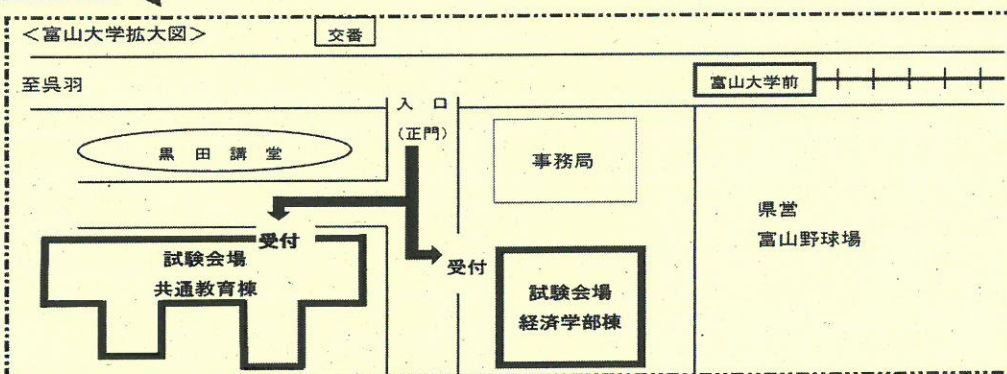 ＜富山大学拡大図＞
交番
至呉羽
富山大学前
入 口
(正門)
黒 田 講 堂
事務局
県営
富山野球場
受付
試験会場
共通教育棟
受付
試験会場
経済学部棟